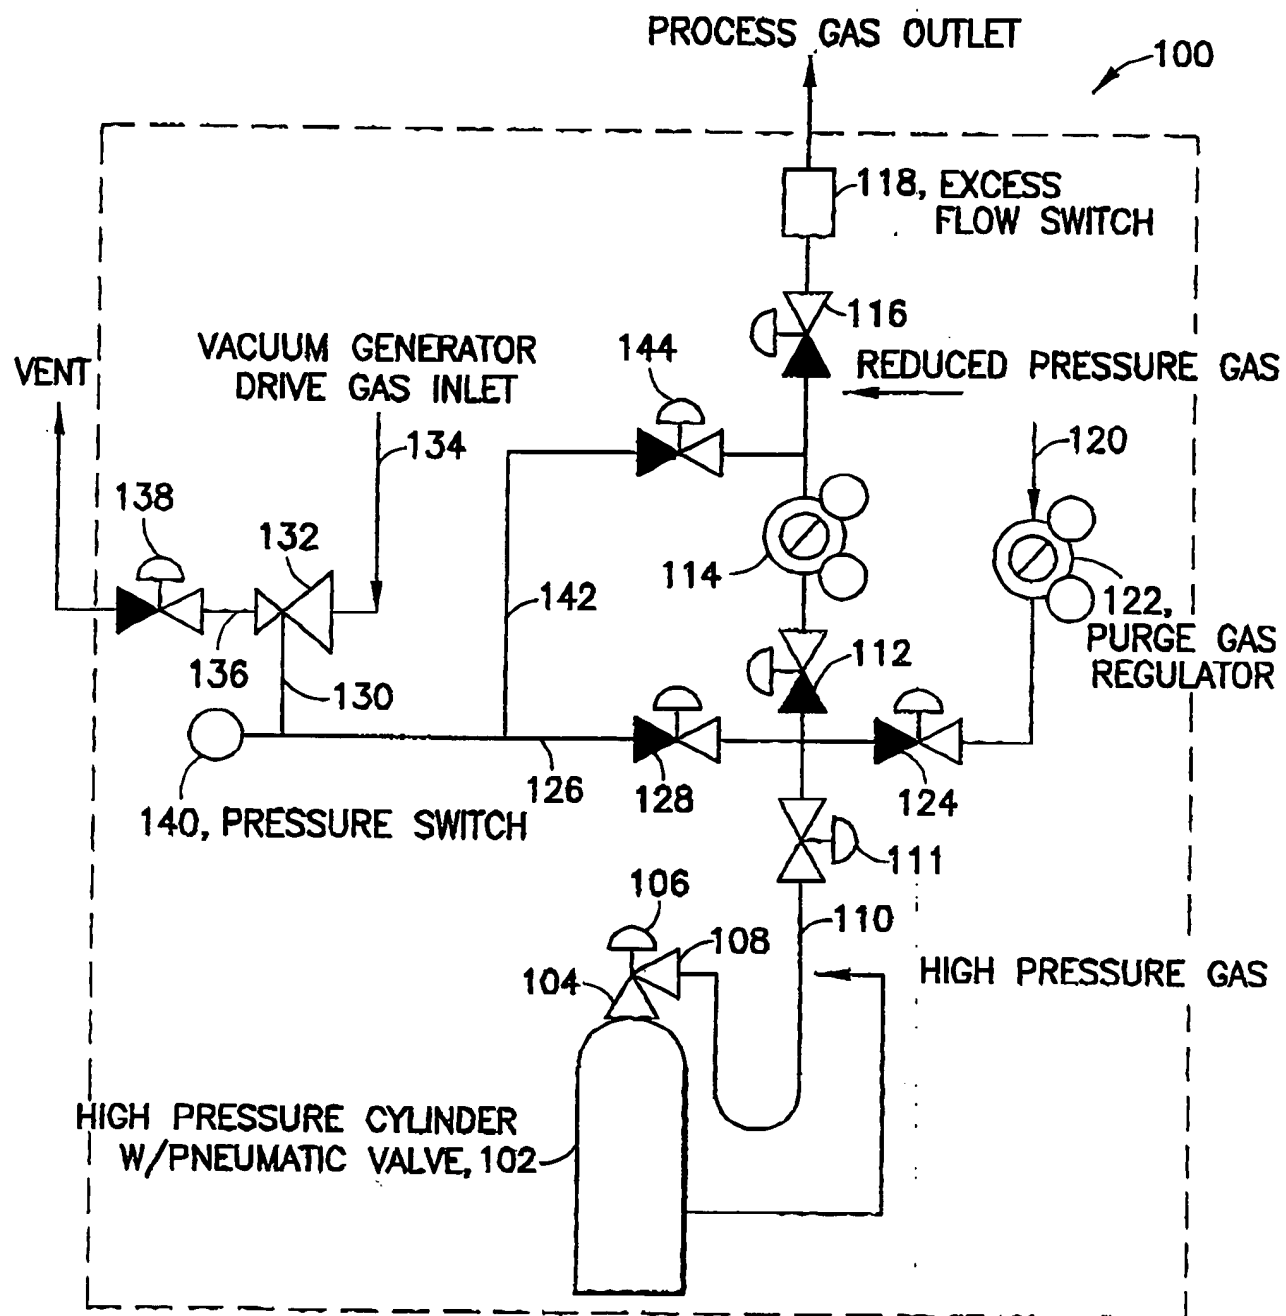 PROCESS GAS OUTLET
100
118, EXCESS
FLOW SWITCH
116
VACUUM GENERATOR
DRIVE GAS INLET
144
VENT
REDUCED PRESSURE GAS
134
120
138
132
114
142
122,
PURGE GAS
REGULATOR
112
136
130
126
128
124
140, PRESSURE SWITCH
111
106
110
108
104
HIGH PRESSURE GAS
HIGH PRESSURE CYLINDER
W/PNEUMATIC VALVE, 102